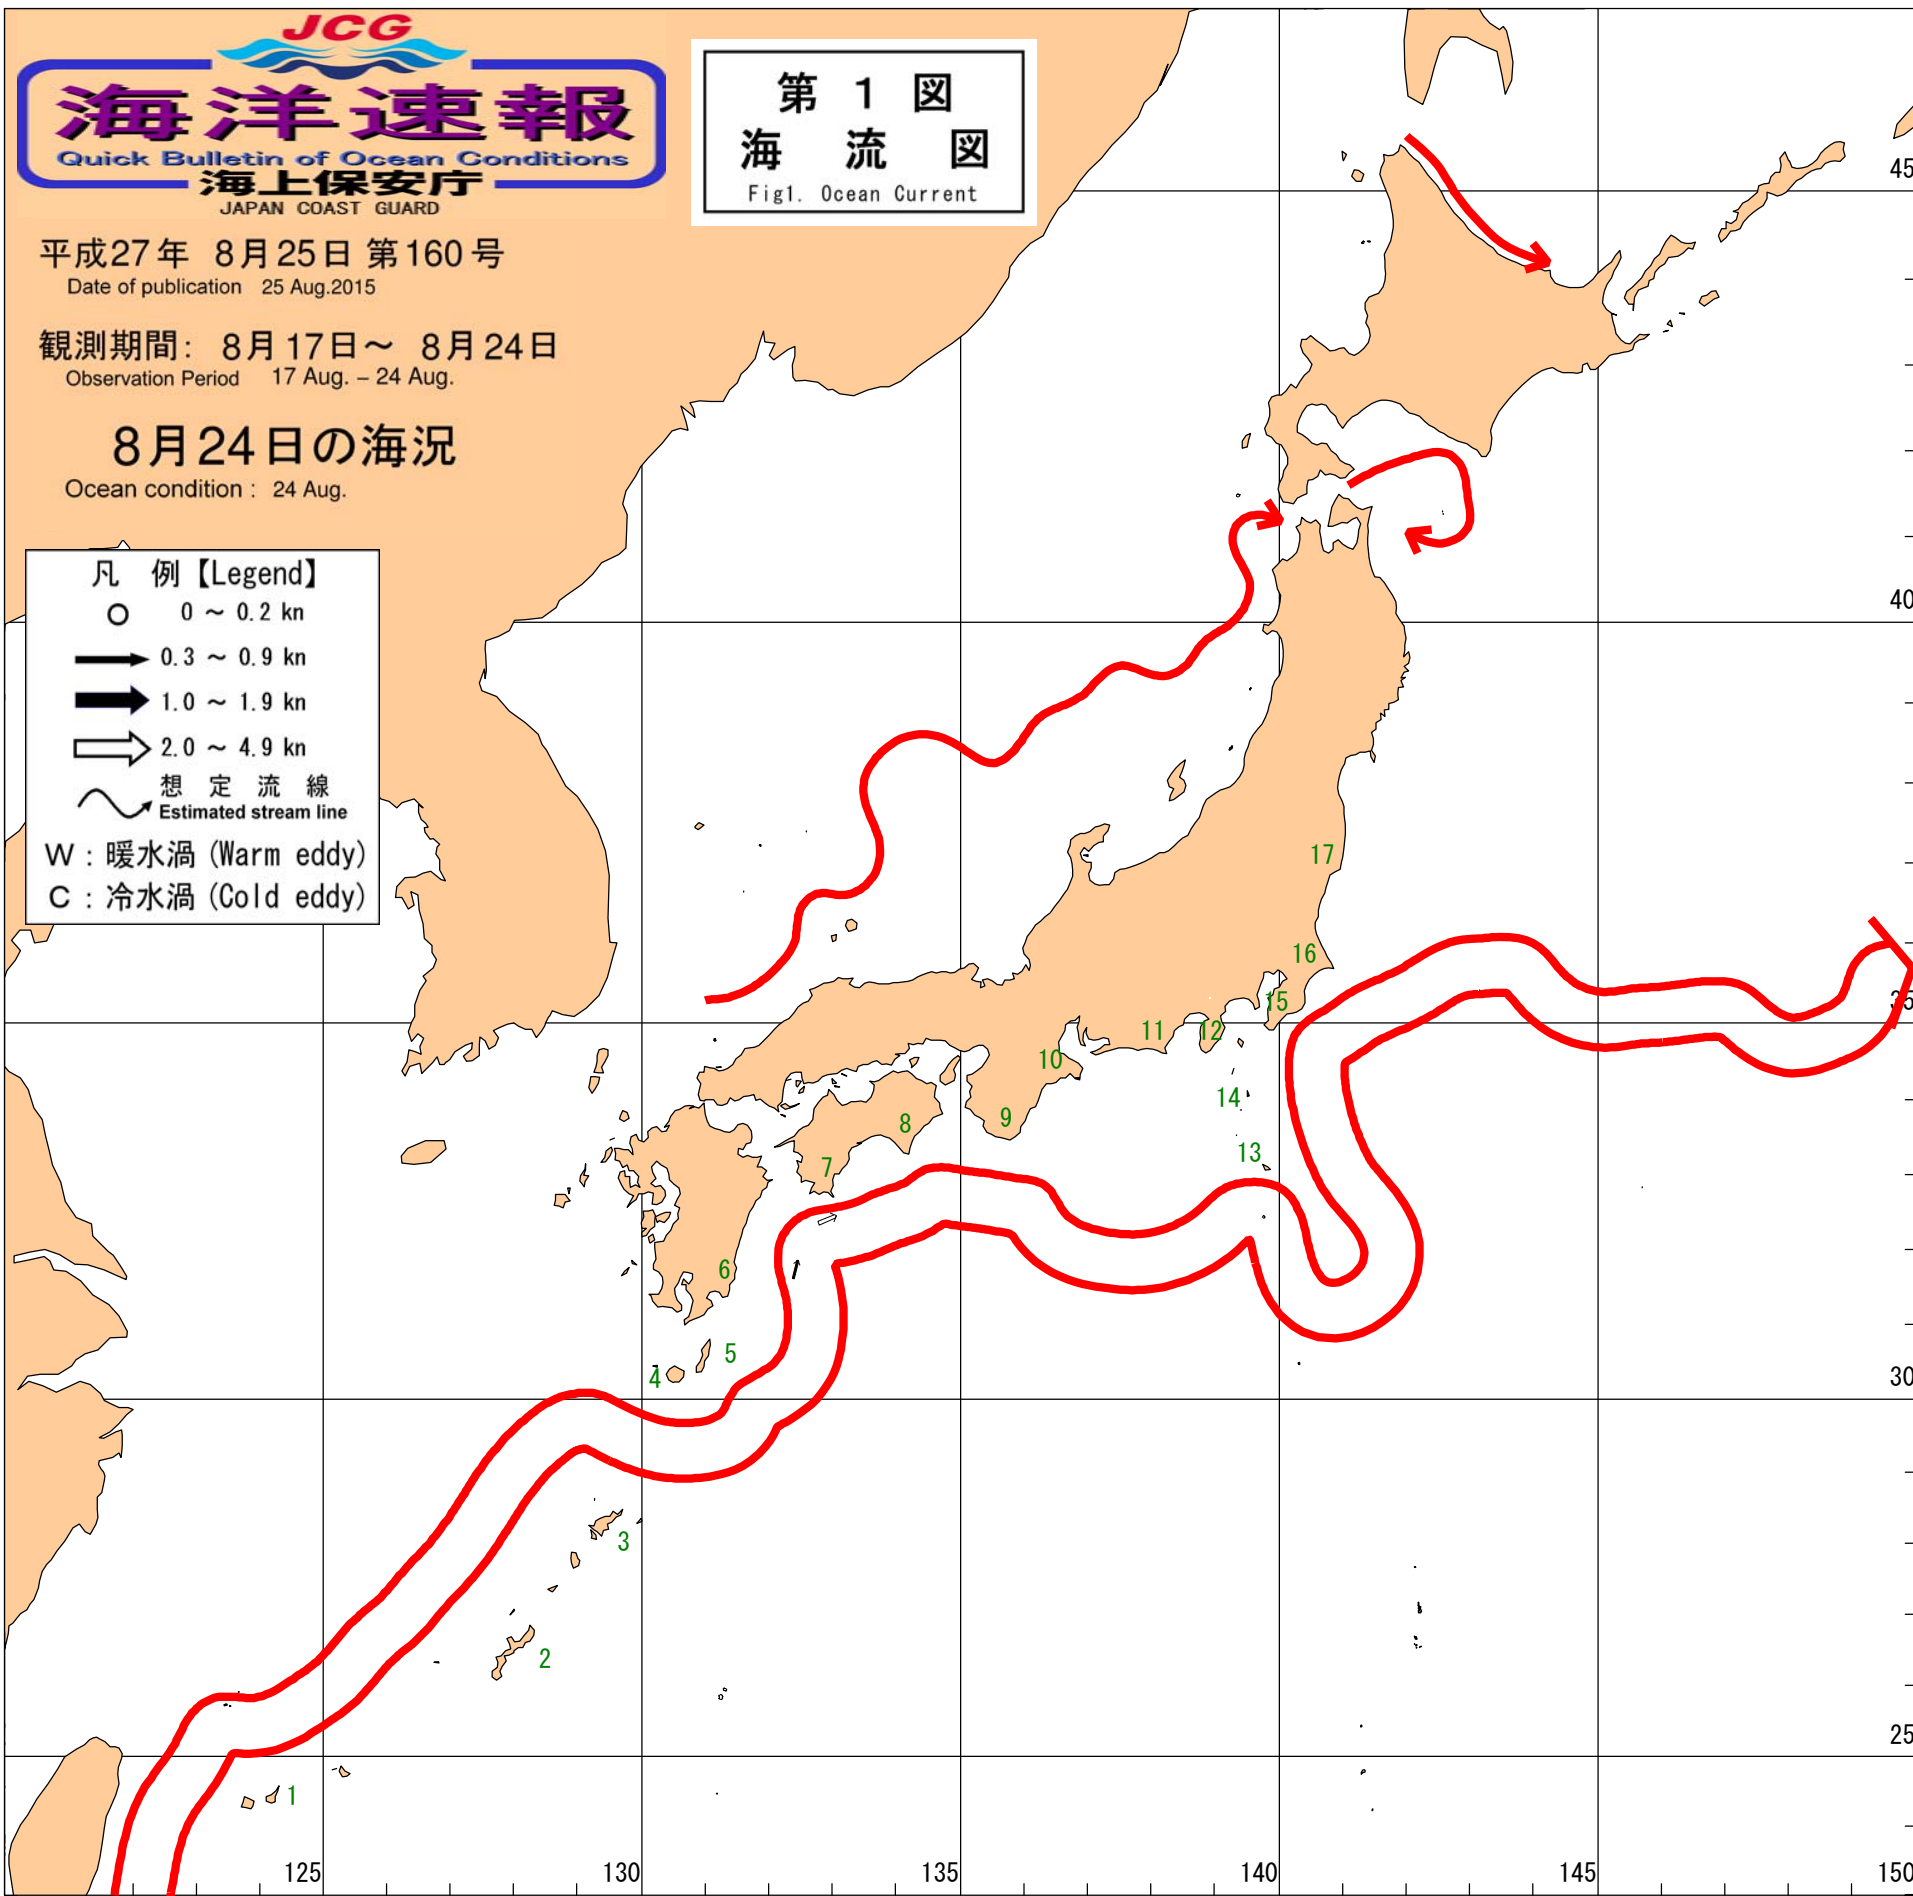 JCG
海洋速報
Quick Bulletin of Ocean Conditions
海上保安庁
JAPAN COAST GUARD
平成27年 8月25日 第160号
Date of publication 25 Aug.2015
観測期間: 8月17日～ 8月24日
Observation Period 17 Aug. – 24 Aug.
8月24日の海況
Ocean condition : 24 Aug.
第 1 図
海 流 図
Fig1. Ocean Current
凡 例【Legend】
0 ～ 0.2 kn
0.3 ～ 0.9 kn
1.0 ～ 1.9 kn
2.0 ～ 4.9 kn
想 定 流 線
Estimated stream line
W : 暖水渦 (Warm eddy)
C : 冷水渦 (Cold eddy)
45
40
35
30
25
17
16
15
12
11
10
14
13
9
8
7
6
5
4
3
2
1
125
130
135
140
145
150